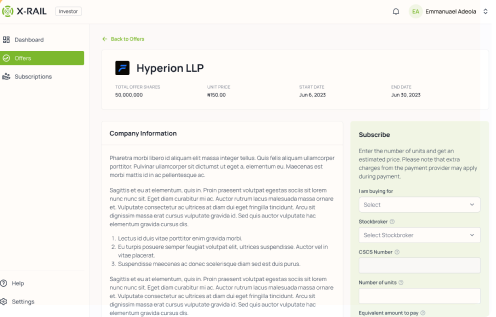 X-RAIL
Investor
EA
Emmanuzel Adeola
Dashboard
Offers
Subscriptions
Help
Settings
Back to Offers
Hyperion LLP
TOTAL OFFER SHARES
50,000,000
UNIT PRICE
₦150.00
START DATE
Jun 6, 2023
END DATE
Jun 30, 2023
Company Information
Pharetra morbi libero id aliquam elit massa integer tellus. Quis felis aliquam ullamcorper
porttitor. Pulvinar ullamcorper sit dictumst ut eget a, elementum eu. Maecenas est
morbi mattis id in ac pellentesque ac.
Sagittis et eu at elementum, quis in. Proin praesent volutpat egestas sociis sit lorem
nunc nunc sit. Eget diam curabitur mi ac. Auctor rutrum lacus malesuada massa ornare
et. Vulputate consectetur ac ultrices at diam dui eget fringilla tincidunt. Arcu sit
dignissim massa erat cursus vulputate gravida id. Sed quis auctor vulputate hac
elementum gravida cursus dis.
1. Lectus id duis vitae porttitor enim gravida morbi.
2. Eu turpis posuere semper feugiat volutpat elit, ultrices suspendisse. Auctor vel in
vitae placerat.
3. Suspendisse maecenas ac donec scelerisque diam sed est duis purus.
Sagittis et eu at elementum, quis in. Proin praesent volutpat egestas sociis sit lorem
nunc nunc sit. Eget diam curabitur mi ac. Auctor rutrum lacus malesuada massa ornare
et. Vulputate consectetur ac ultrices at diam dui eget fringilla tincidunt. Arcu sit
dignissim massa erat cursus vulputate gravida id. Sed quis auctor vulputate hac
elementum gravida cursus dis.
Subscribe
Enter the number of units and get an
estimated price. Please note that extra
charges from the payment provider may apply
during payment.
I am buying for:
Select
Stockbroker
Select Stockbroker
CSCS Number
Number of units
Equivalent amount to pay